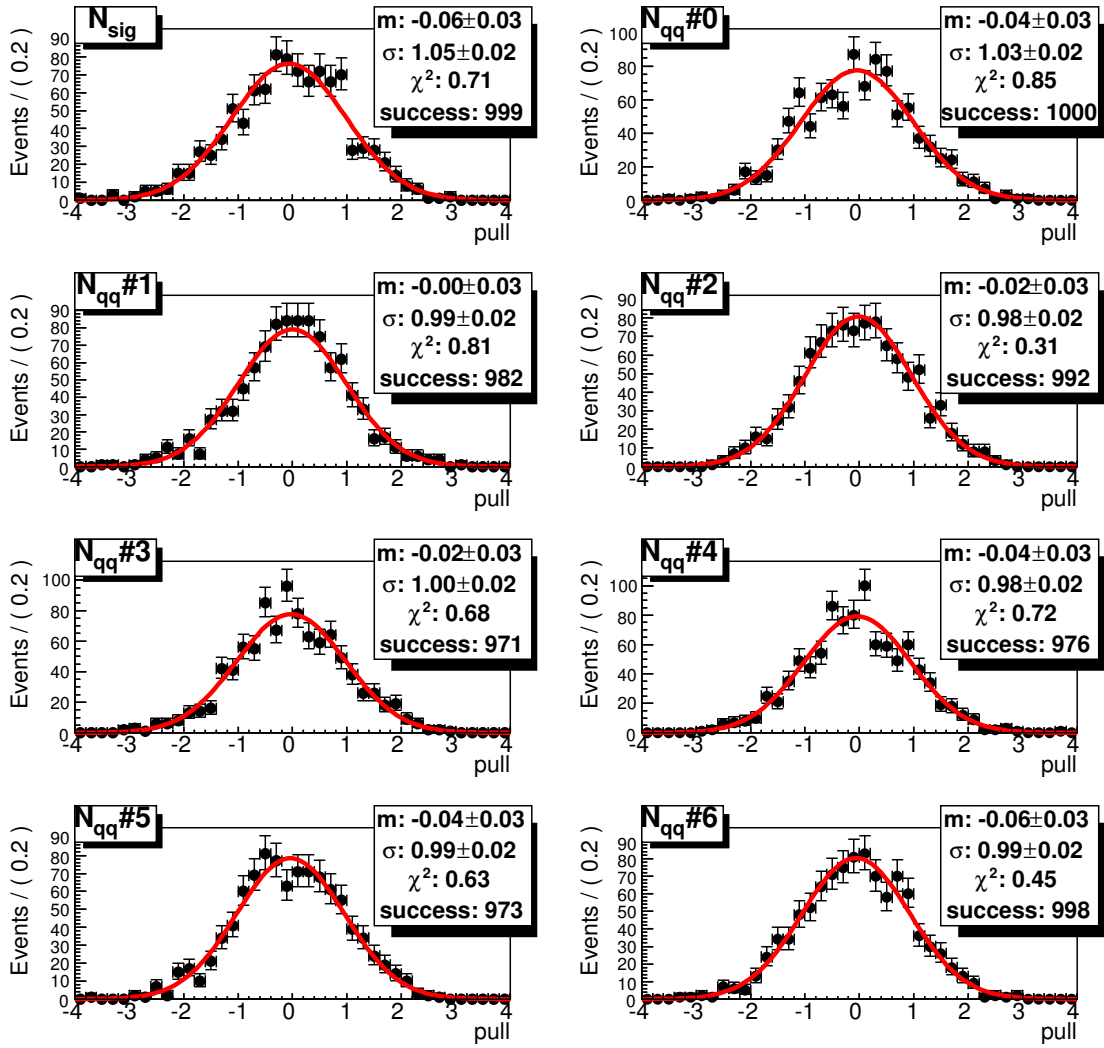 N_sig
m: -0.06±0.03
σ: 1.05±0.02
χ²: 0.71
success: 999
Events / ( 0.2 )
90
80
70
60
50
40
30
20
10
0
-4 -3 -2 -1 0 1 2 3 4
pull
N_qq#0
m: -0.04±0.03
σ: 1.03±0.02
χ²: 0.85
success: 1000
Events / ( 0.2 )
100
80
60
40
20
0
-4 -3 -2 -1 0 1 2 3 4
pull
N_qq#1
m: -0.00±0.03
σ: 0.99±0.02
χ²: 0.81
success: 982
Events / ( 0.2 )
90
80
70
60
50
40
30
20
10
0
-4 -3 -2 -1 0 1 2 3 4
pull
N_qq#2
m: -0.02±0.03
σ: 0.98±0.02
χ²: 0.31
success: 992
Events / ( 0.2 )
90
80
70
60
50
40
30
20
10
0
-4 -3 -2 -1 0 1 2 3 4
pull
N_qq#3
m: -0.02±0.03
σ: 1.00±0.02
χ²: 0.68
success: 971
Events / ( 0.2 )
100
80
60
40
20
0
-4 -3 -2 -1 0 1 2 3 4
pull
N_qq#4
m: -0.04±0.03
σ: 0.98±0.02
χ²: 0.72
success: 976
Events / ( 0.2 )
100
80
60
40
20
0
-4 -3 -2 -1 0 1 2 3 4
pull
N_qq#5
m: -0.04±0.03
σ: 0.99±0.02
χ²: 0.63
success: 973
Events / ( 0.2 )
90
80
70
60
50
40
30
20
10
0
-4 -3 -2 -1 0 1 2 3 4
pull
N_qq#6
m: -0.06±0.03
σ: 0.99±0.02
χ²: 0.45
success: 998
Events / ( 0.2 )
90
80
70
60
50
40
30
20
10
0
-4 -3 -2 -1 0 1 2 3 4
pull